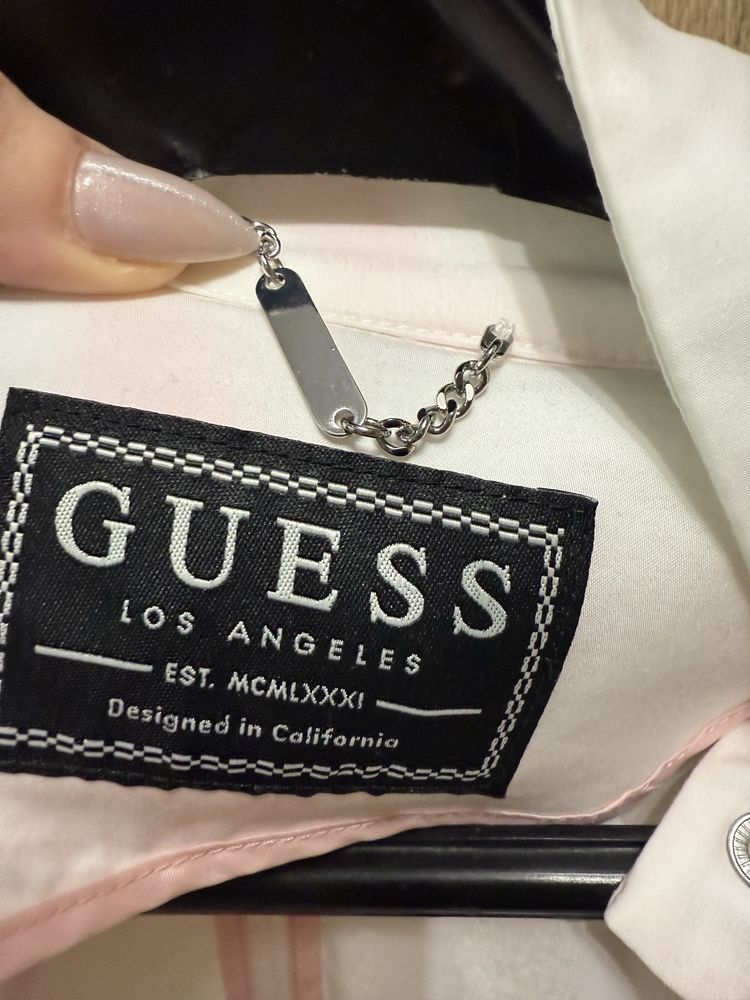 GUESS
LOS ANGELES
EST. MCMLXXXI
Designed in California